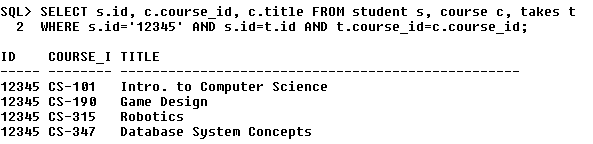 SQL> SELECT s.id, c.course_id, c.title FROM student s, course c, takes t
2 WHERE s.id='12345' AND s.id=t.id AND t.course_id=c.course_id;
ID COURSE_I TITLE
----- -------- --------------------------------------------------
12345 CS-101 Intro. to Computer Science
12345 CS-190 Game Design
12345 CS-315 Robotics
12345 CS-347 Database System Concepts